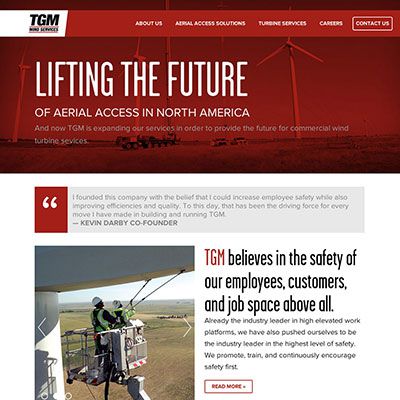 TGM
WIND SERVICES
ABOUT US
AERIAL ACCESS SOLUTIONS
TURBINE SERVICES
CAREERS
CONTACT US
LIFTING THE FUTURE
OF AERIAL ACCESS IN NORTH AMERICA
And now TGM is expanding our services in order to provide the future for commercial wind
turbine sevices.
“
I founded this company with the belief that I could increase employee safety while also
improving efficiencies and quality. To this day, that has been the driving force for every
move I have made in building and running TGM.
— KEVIN DARBY CO-FOUNDER
TGM believes in the safety of
our employees, customers,
and job space above all.
Already the industry leader in high elevated work
platforms, we have also pushed ourselves to be
the industry leader in the highest level of safety.
We promote, train, and continuously encourage
safety first.
READ MORE »